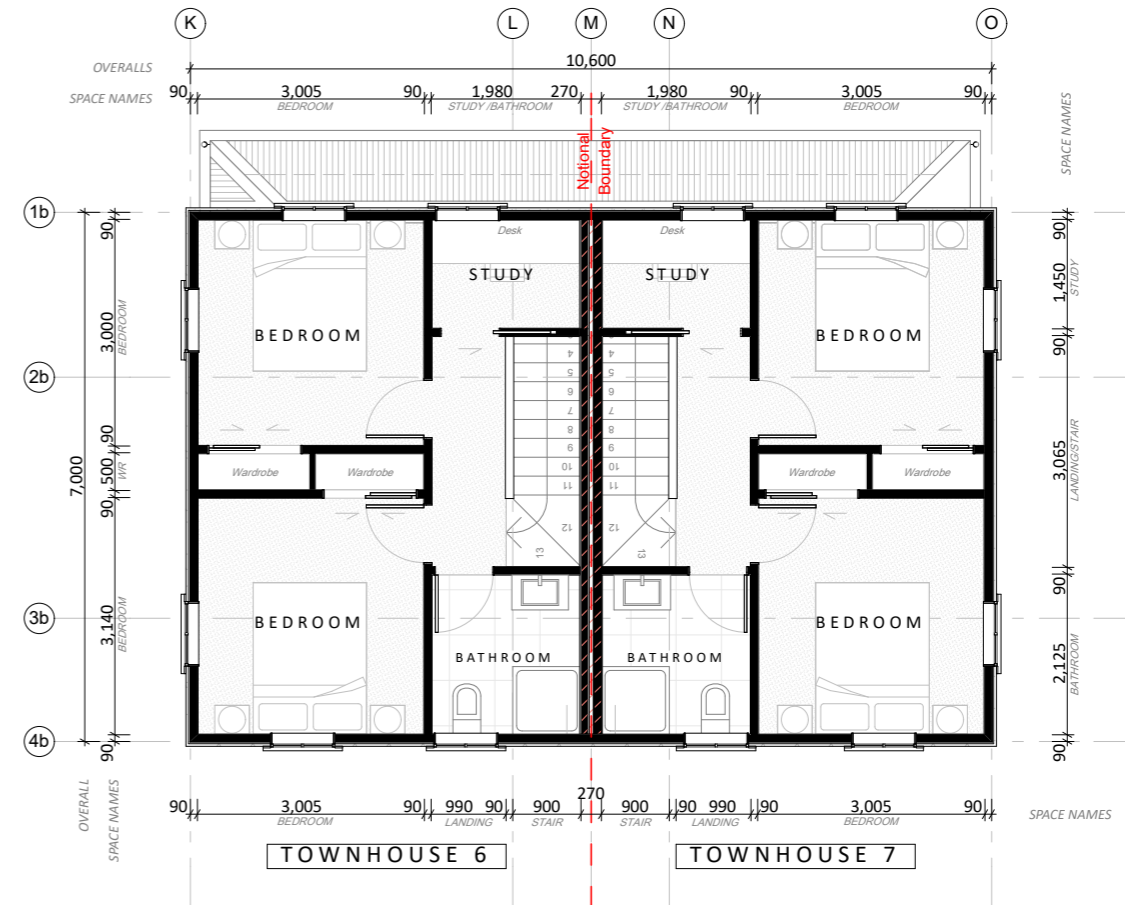 K L M N O
OVERALLS 10,600
SPACE NAMES 90 3,005 90 1,980 270 1,980 90 3,005 90
BEDROOM STUDY /BATHROOM STUDY /BATHROOM BEDROOM
SPACE NAMES
Notional
Boundary
1b
90 90
Desk Desk
STUDY STUDY
1,450 STUDY
3,000 BEDROOM
BEDROOM BEDROOM
90
4 4
5 5
2b
6 6
7 7
8 8
9 9
10 10
11 11
12 12
13 13
90
7,000
500 WR
Wardrobe Wardrobe Wardrobe Wardrobe
90
3,065 LANDING/STAIR
90
3b
3,140 BEDROOM
BEDROOM BEDROOM
BATHROOM BATHROOM
2,125 BATHROOM
4b
90 90
OVERALL
SPACE NAMES
90 3,005 90 990 90 900 270 900 90 990 90 3,005 90
BEDROOM LANDING STAIR STAIR LANDING BEDROOM
SPACE NAMES
TOWNHOUSE 6 TOWNHOUSE 7